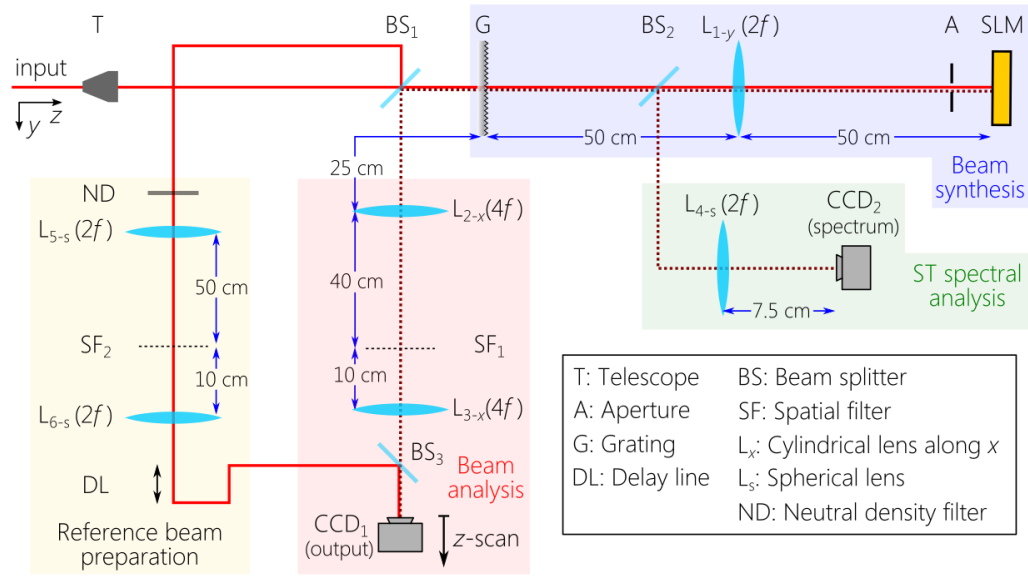 T
BS₁
G
BS₂
L₁₋y (2f)
A
SLM
input
z
y
50 cm
50 cm
Beam
synthesis
25 cm
ND
L₅₋s (2f)
L₂₋x (4f)
L₄₋s (2f)
CCD₂
(spectrum)
50 cm
40 cm
ST spectral
analysis
7.5 cm
SF₂
SF₁
10 cm
10 cm
L₆₋s (2f)
L₃₋x (4f)
BS₃
Beam
analysis
DL
CCD₁
(output)
z-scan
Reference beam
preparation
T: Telescope
BS: Beam splitter
A: Aperture
SF: Spatial filter
G: Grating
Lₓ: Cylindrical lens along x
DL: Delay line
Lₛ: Spherical lens
ND: Neutral density filter